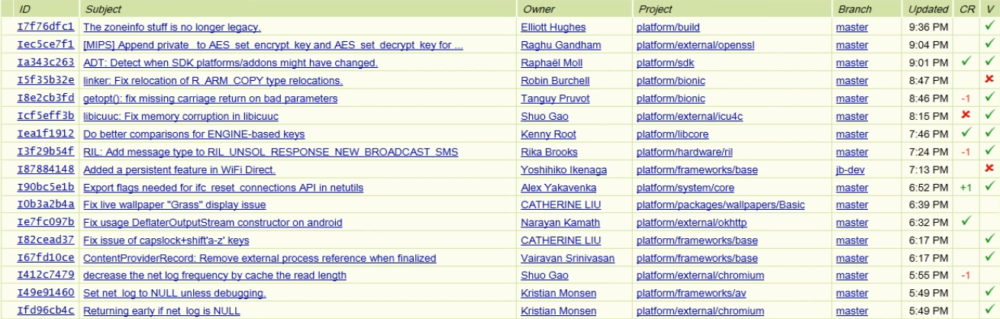 ID Subject Owner Project Branch Updated CR V
I7f76dfc1 The zoneinfo stuff is no longer legacy. Elliott Hughes platform/build master 9:36 PM ✓
Iec5ce7f1 [MIPS] Append private_ to AES_set_encrypt_key and AES_set_decrypt_key for ... Raghu Gandham platform/external/openssl master 9:04 PM ✓
Ia343c263 ADT: Detect when SDK platforms/addons might have changed. Raphaël Moll platform/sdk master 9:01 PM ✓ ✓
I5f35b32e linker: Fix relocation of R_ARM_COPY type relocations. Robin Burchell platform/bionic master 8:47 PM ✘
I8e2cb3fd getopt(): fix missing carriage return on bad parameters Tanguy Pruvot platform/bionic master 8:46 PM -1 ✓
Icf5eff3b libicuuc: Fix memory corruption in libicuuc Shuo Gao platform/external/icu4c master 8:15 PM ✘ ✓
Iea1f1912 Do better comparisons for ENGINE-based keys Kenny Root platform/libcore master 7:46 PM ✓ ✓
I3f29b54f RIL: Add message type to RIL_UNSOL_RESPONSE_NEW_BROADCAST_SMS Rika Brooks platform/hardware/ril master 7:24 PM -1 ✓
I87884148 Added a persistent feature in WiFi Direct. Yoshihiko Ikenaga platform/frameworks/base jb-dev 7:13 PM ✘
I90bc5e1b Export flags needed for ifc_reset_connections API in netutils Alex Yakavenka platform/system/core master 6:52 PM +1 ✓
I0b3a2b4a Fix live wallpaper "Grass" display issue CATHERINE LIU platform/packages/wallpapers/Basic master 6:39 PM
Ie7fc097b Fix usage DeflaterOutputStream constructor on android Narayan Kamath platform/external/okhttp master 6:32 PM ✓
I82cead37 Fix issue of capslock+shift'a-z' keys CATHERINE LIU platform/frameworks/base master 6:17 PM ✓
I67fd10ce ContentProviderRecord: Remove external process reference when finalized Vairavan Srinivasan platform/frameworks/base master 6:17 PM ✓
I412c7479 decrease the net log frequency by cache the read length Shuo Gao platform/external/chromium master 5:55 PM -1
I49e91460 Set net_log to NULL unless debugging. Kristian Monsen platform/frameworks/av master 5:49 PM ✓
Ifd96cb4c Returning early if net_log is NULL Kristian Monsen platform/external/chromium master 5:49 PM ✓